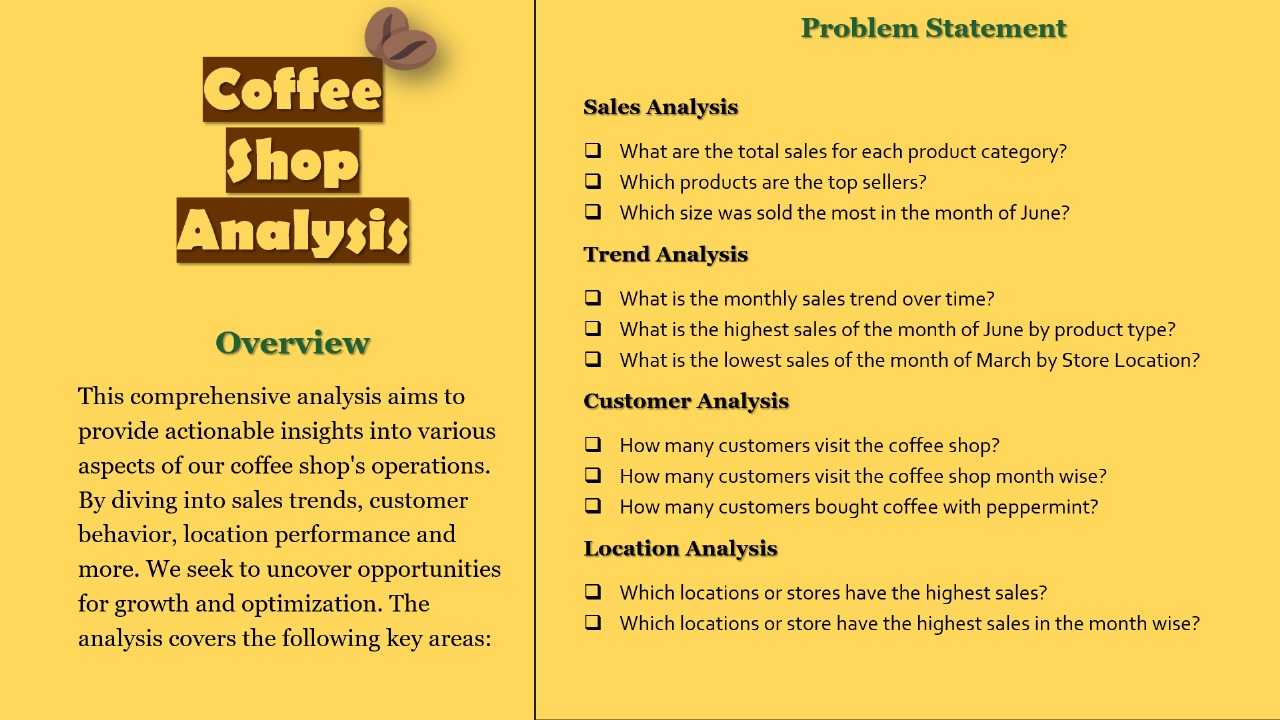 Coffee
Shop
Analysis
Overview
This comprehensive analysis aims to
provide actionable insights into various
aspects of our coffee shop's operations.
By diving into sales trends, customer
behavior, location performance and
more. We seek to uncover opportunities
for growth and optimization. The
analysis covers the following key areas:
Problem Statement
Sales Analysis
What are the total sales for each product category?
Which products are the top sellers?
Which size was sold the most in the month of June?
Trend Analysis
What is the monthly sales trend over time?
What is the highest sales of the month of June by product type?
What is the lowest sales of the month of March by Store Location?
Customer Analysis
How many customers visit the coffee shop?
How many customers visit the coffee shop month wise?
How many customers bought coffee with peppermint?
Location Analysis
Which locations or stores have the highest sales?
Which locations or store have the highest sales in the month wise?